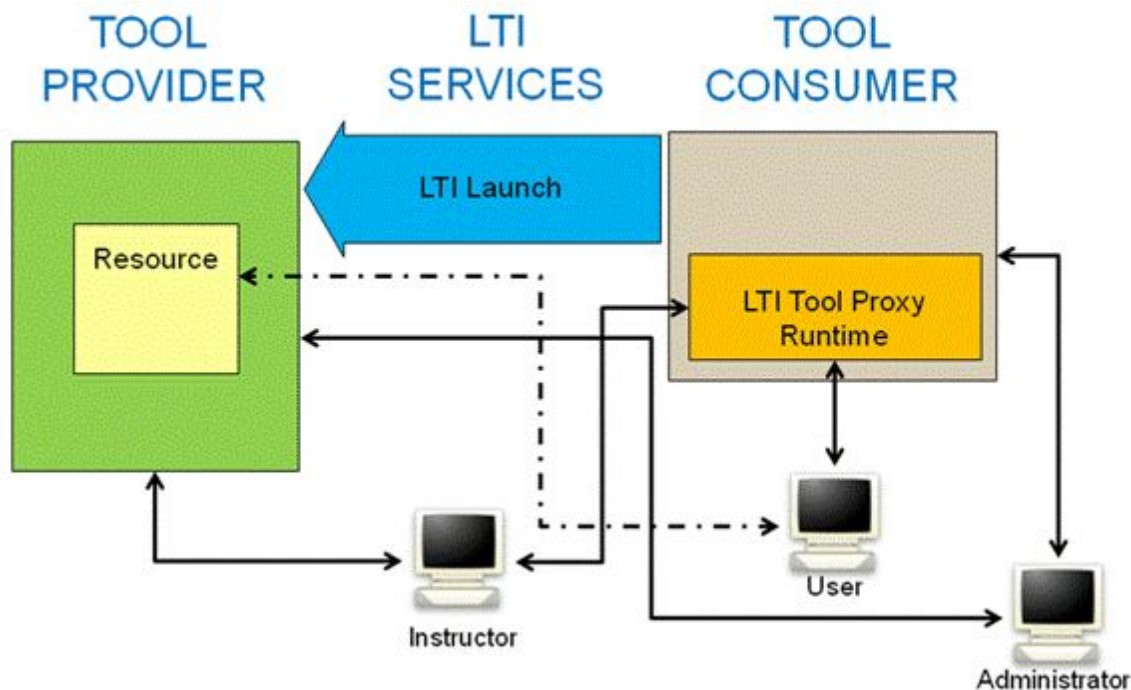 TOOL
PROVIDER
LTI
SERVICES
TOOL
CONSUMER
LTI Launch
Resource
LTI Tool Proxy
Runtime
User
Instructor
Administrator